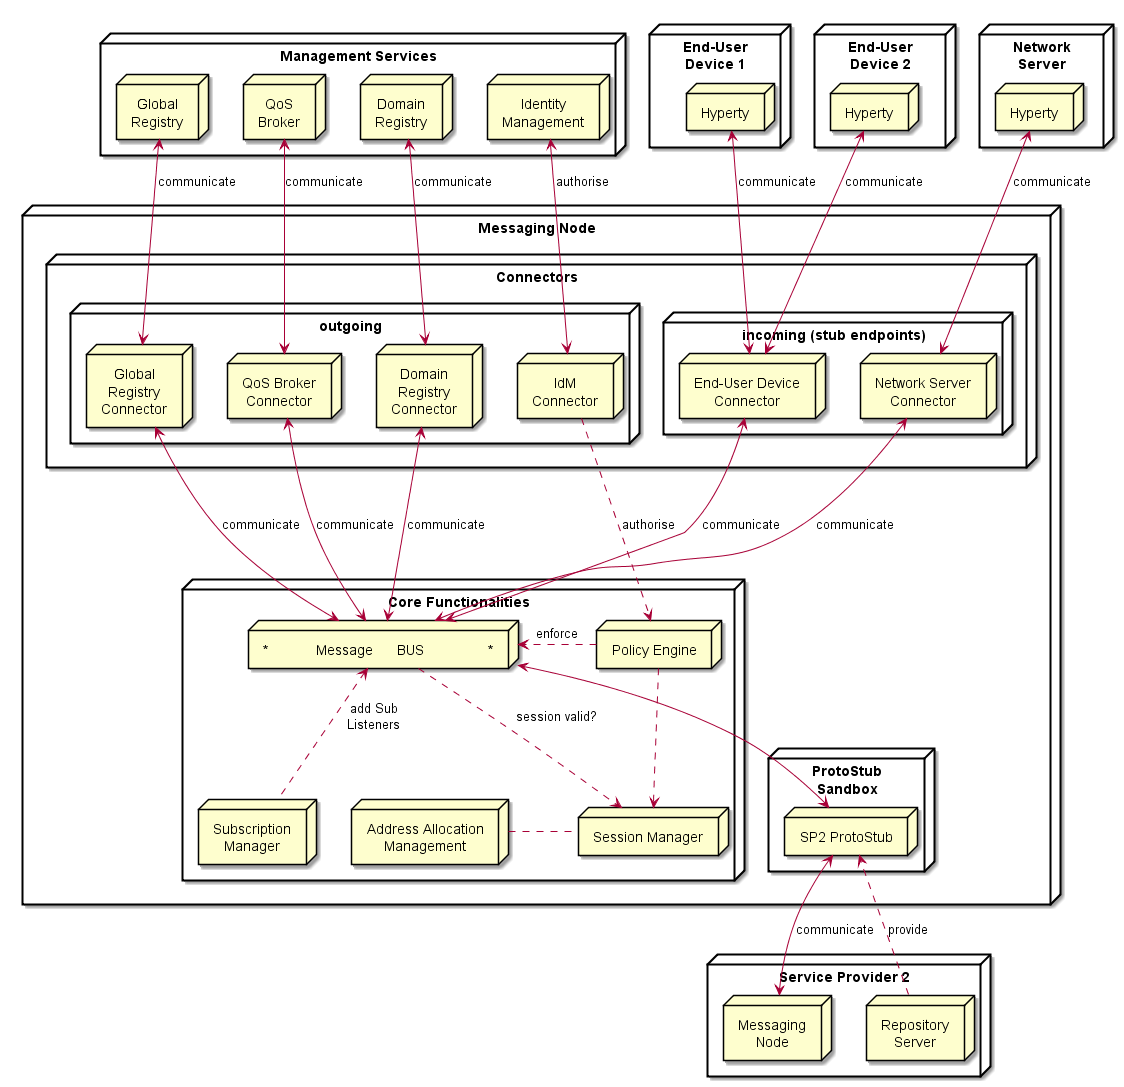 Management Services
Global
Registry
QoS
Broker
Domain
Registry
Identity
Management
End-User
Device 1
Hyperty
End-User
Device 2
Hyperty
Network
Server
Hyperty
communicate
communicate
communicate
authorise
communicate
communicate
communicate
Messaging Node
Connectors
outgoing
Global
Registry
Connector
QoS Broker
Connector
Domain
Registry
Connector
IdM
Connector
incoming (stub endpoints)
End-User Device
Connector
Network Server
Connector
communicate
communicate
communicate
authorise
communicate
communicate
Core Functionalities
* Message BUS *
enforce
Policy Engine
add Sub
Listeners
session valid?
Subscription
Manager
Address Allocation
Management
Session Manager
ProtoStub
Sandbox
SP2 ProtoStub
communicate
provide
Service Provider 2
Messaging
Node
Repository
Server